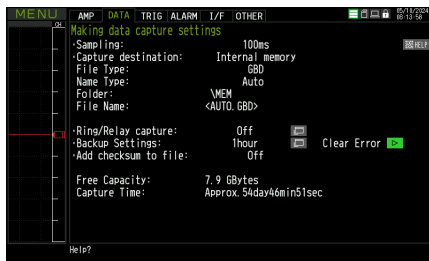 MENU AMP DATA TRIG ALARM I/F OTHER 05/18/2024 08:13:58
CH
Making data capture settings HELP
·Sampling: 100ms
·Capture destination: Internal memory
File Type: GBD
Name Type: Auto
Folder: \MEM
File Name: <AUTO.GBD>
·Ring/Relay capture: Off
·Backup Settings: 1hour Clear Error
·Add checksum to file: Off
Free Capacity: 7.9 GBytes
Capture Time: Approx.54day46min51sec
Help?